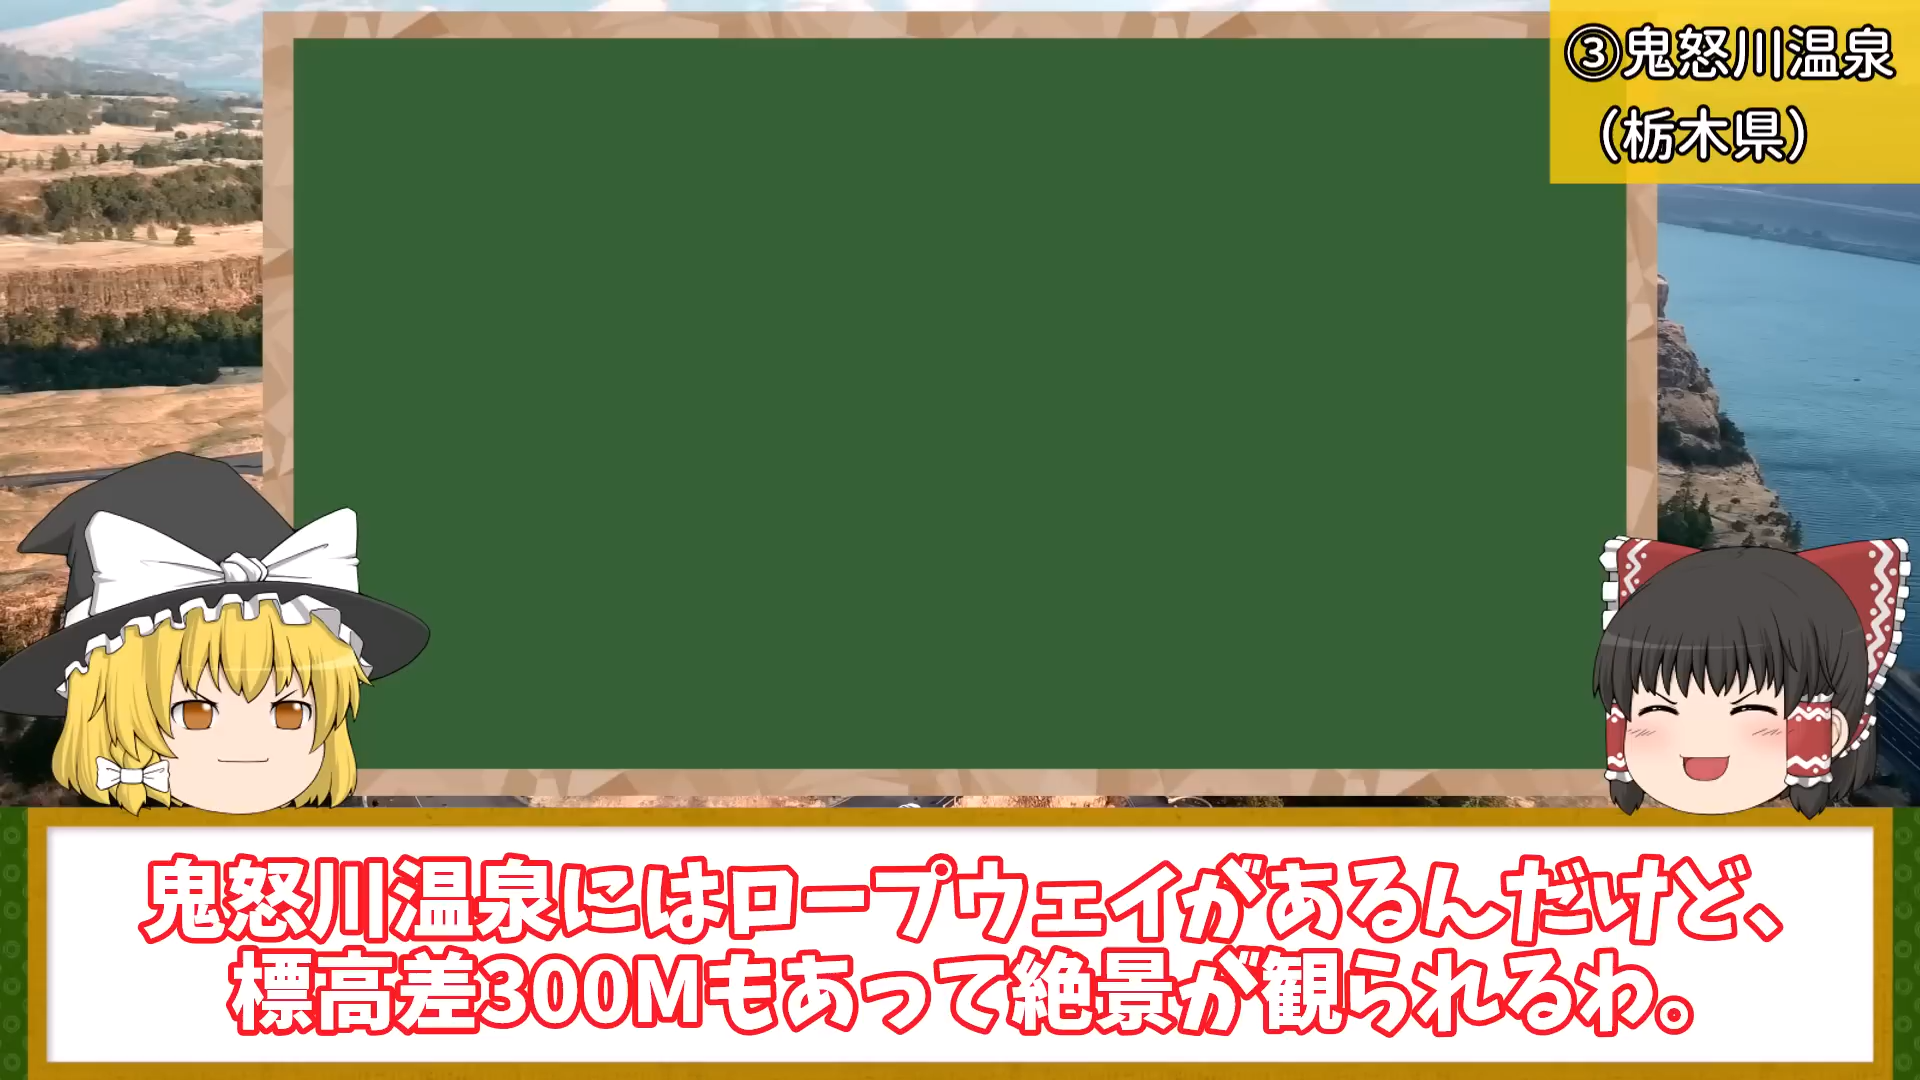 ③鬼怒川温泉
（栃木県）
鬼怒川温泉にはロープウェイがあるんだけど、
標高差300Mもあって絶景が観られるわ。